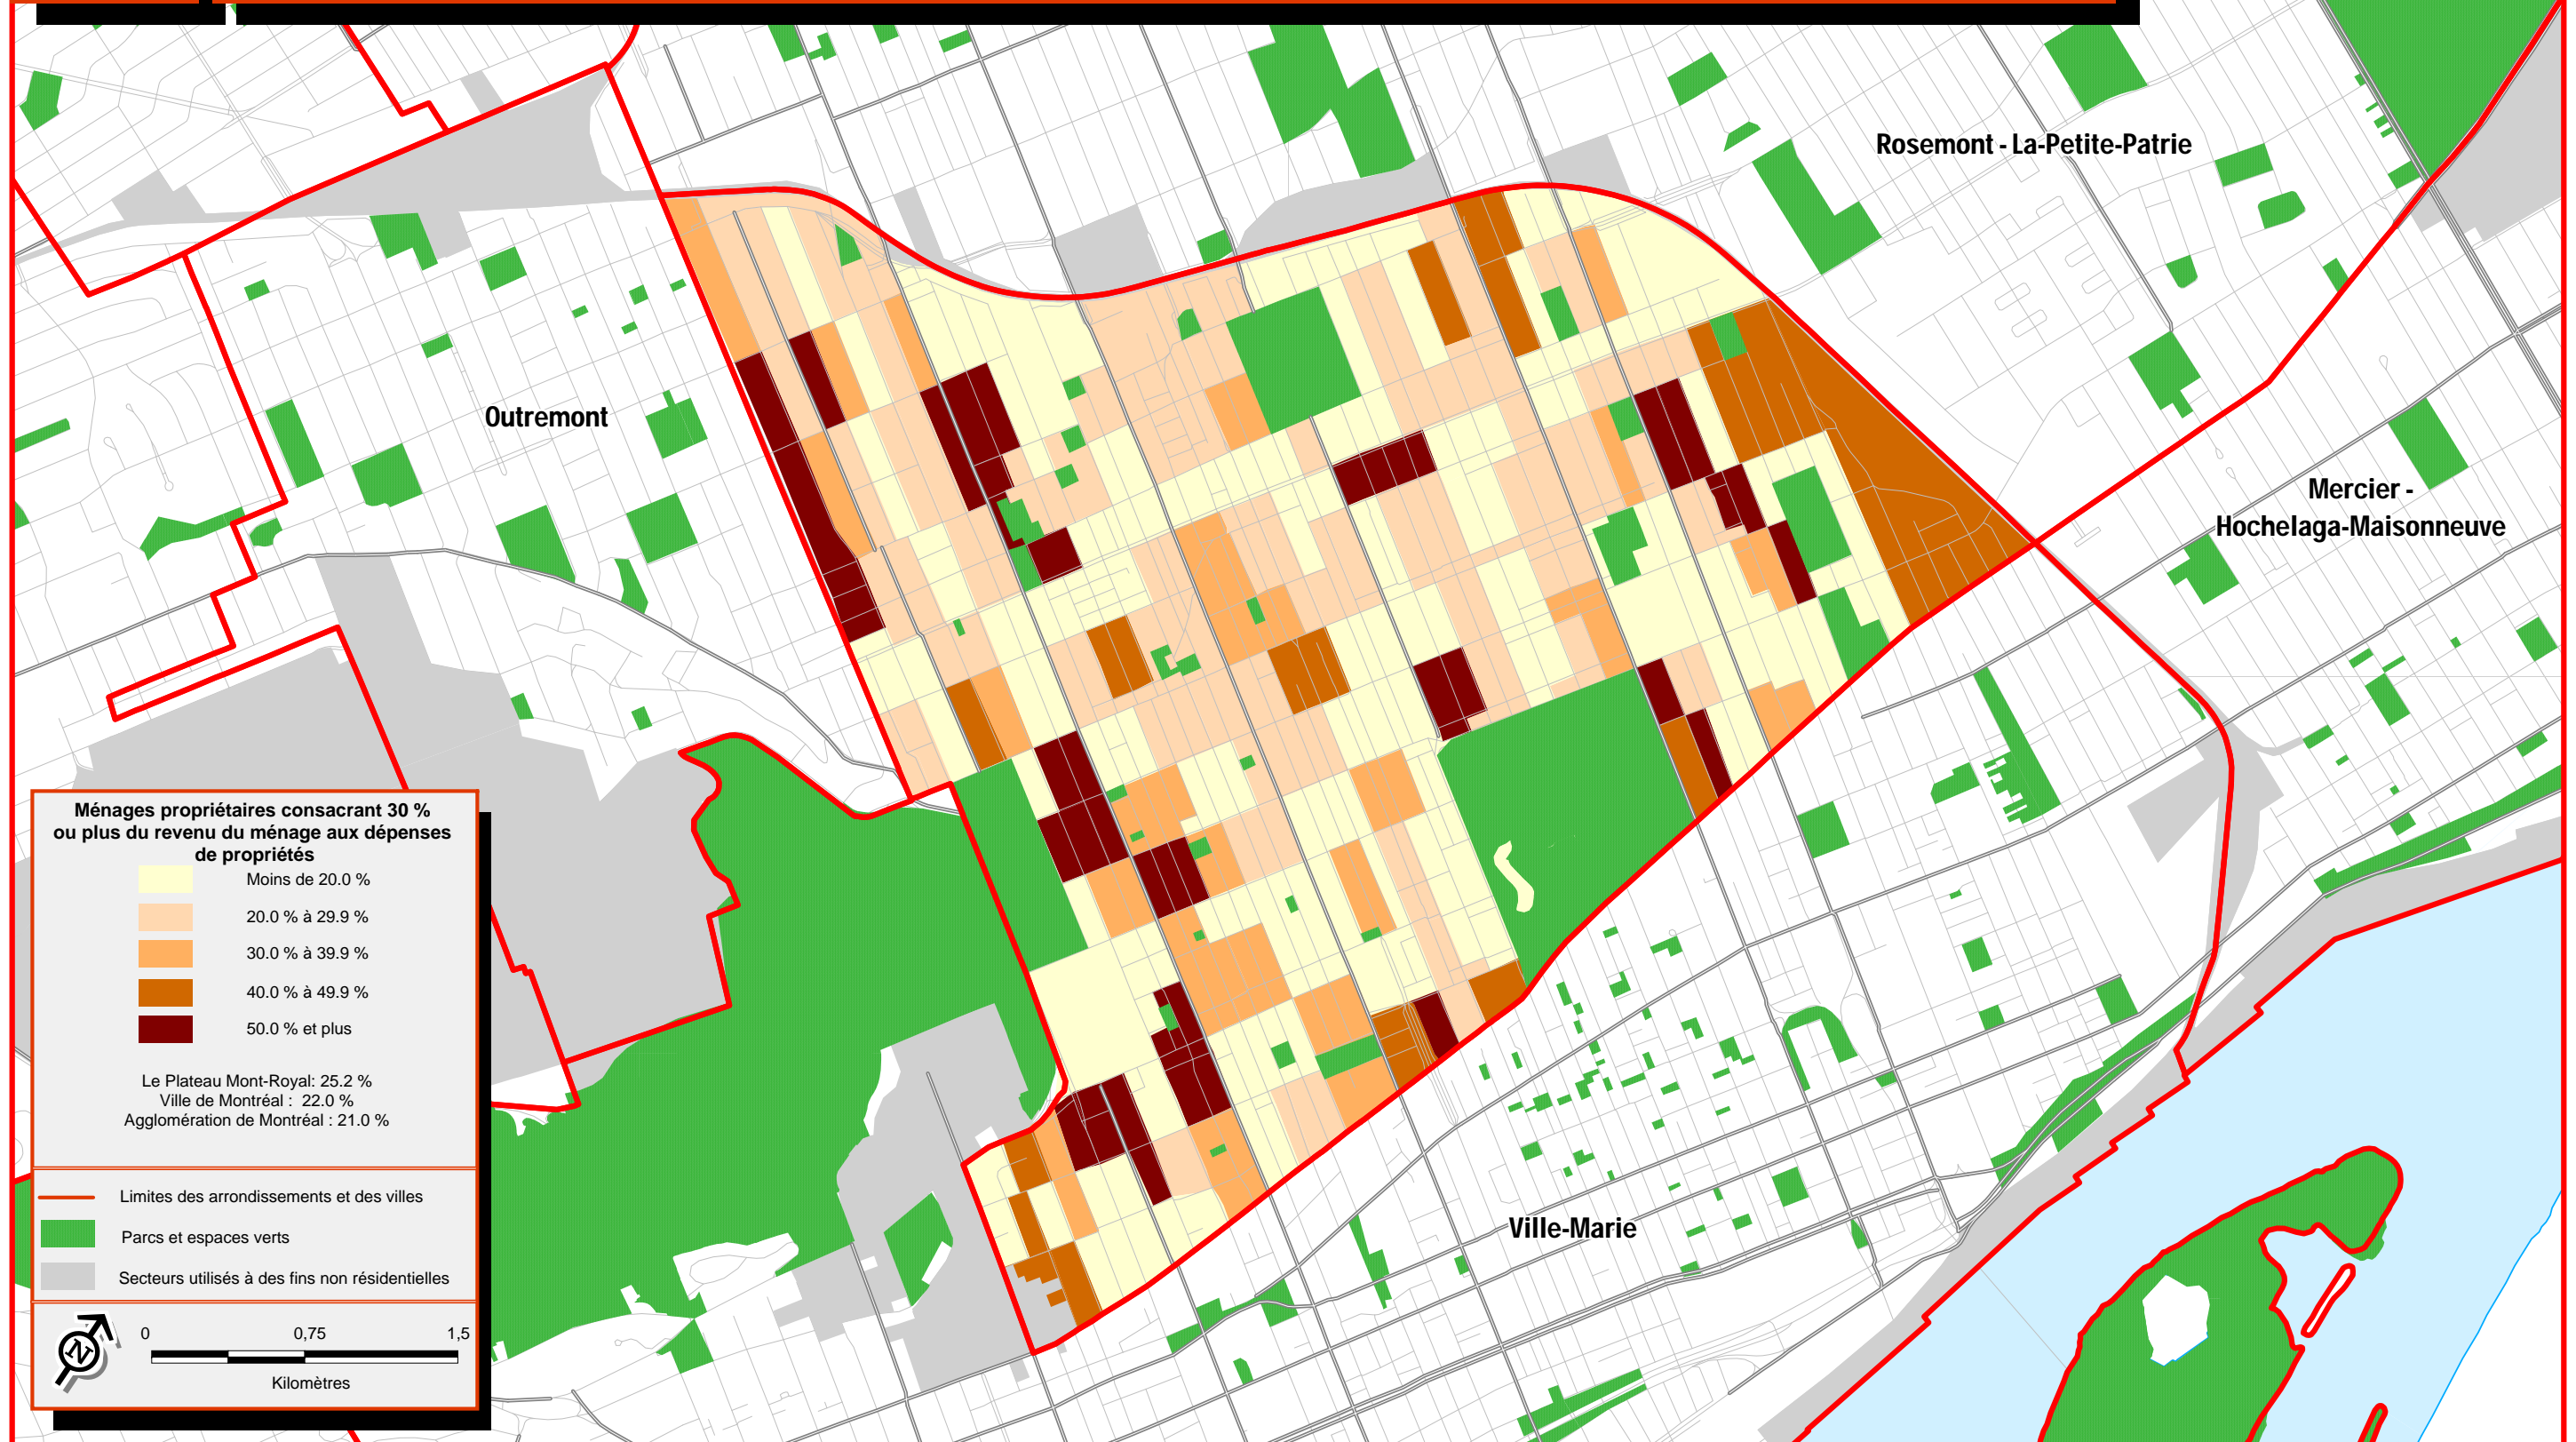 Rosemont - La-Petite-Patrie
Outremont
Mercier -
Hochelaga-Maisonneuve
Ville-Marie
Ménages propriétaires consacrant 30 %
ou plus du revenu du ménage aux dépenses
de propriétés
Moins de 20.0 %
20.0 % à 29.9 %
30.0 % à 39.9 %
40.0 % à 49.9 %
50.0 % et plus
Le Plateau Mont-Royal: 25.2 %
Ville de Montréal : 22.0 %
Agglomération de Montréal : 21.0 %
Limites des arrondissements et des villes
Parcs et espaces verts
Secteurs utilisés à des fins non résidentielles
N
0 0,75 1,5
Kilomètres